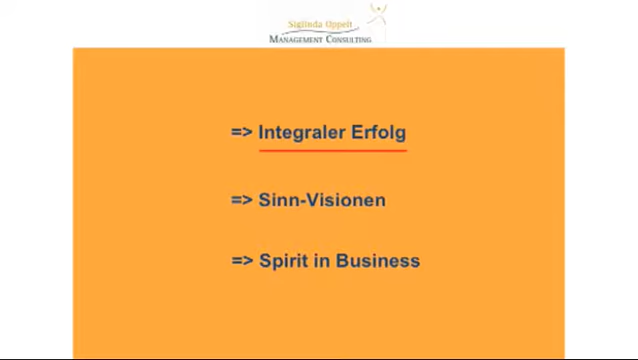 Siglinda Oppelt
MANAGEMENT CONSULTING
=> Integraler Erfolg
=> Sinn-Visionen
=> Spirit in Business